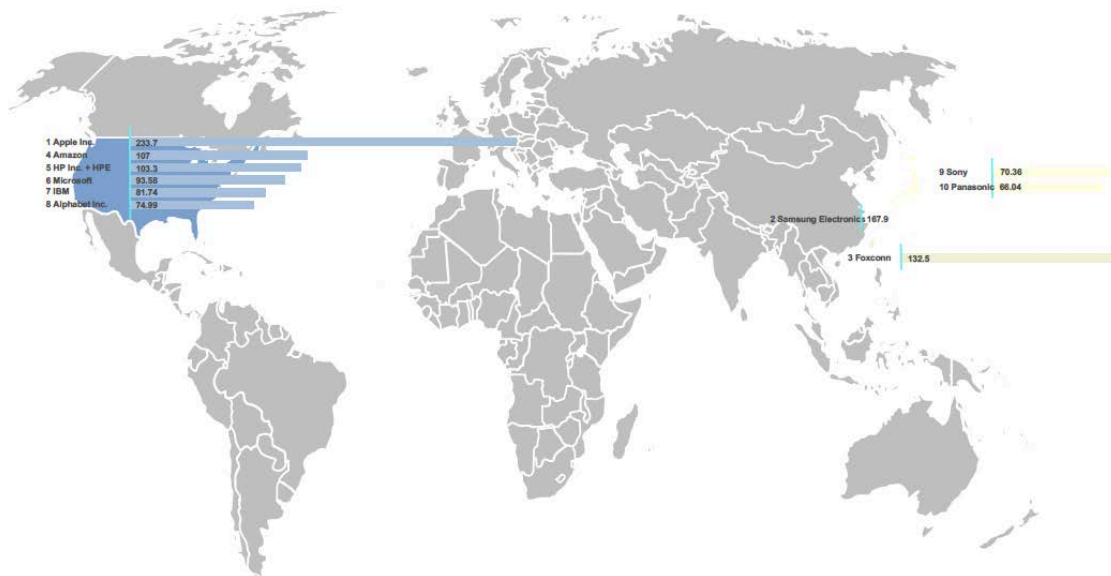 1 Apple Inc. 233.7
4 Amazon 107
5 HP Inc. + HPE 103.3
6 Microsoft 93.58
7 IBM 81.74
8 Alphabet Inc. 74.99
9 Sony 70.36
10 Panasonic 66.04
2 Samsung Electronics 167.9
3 Foxconn 132.5